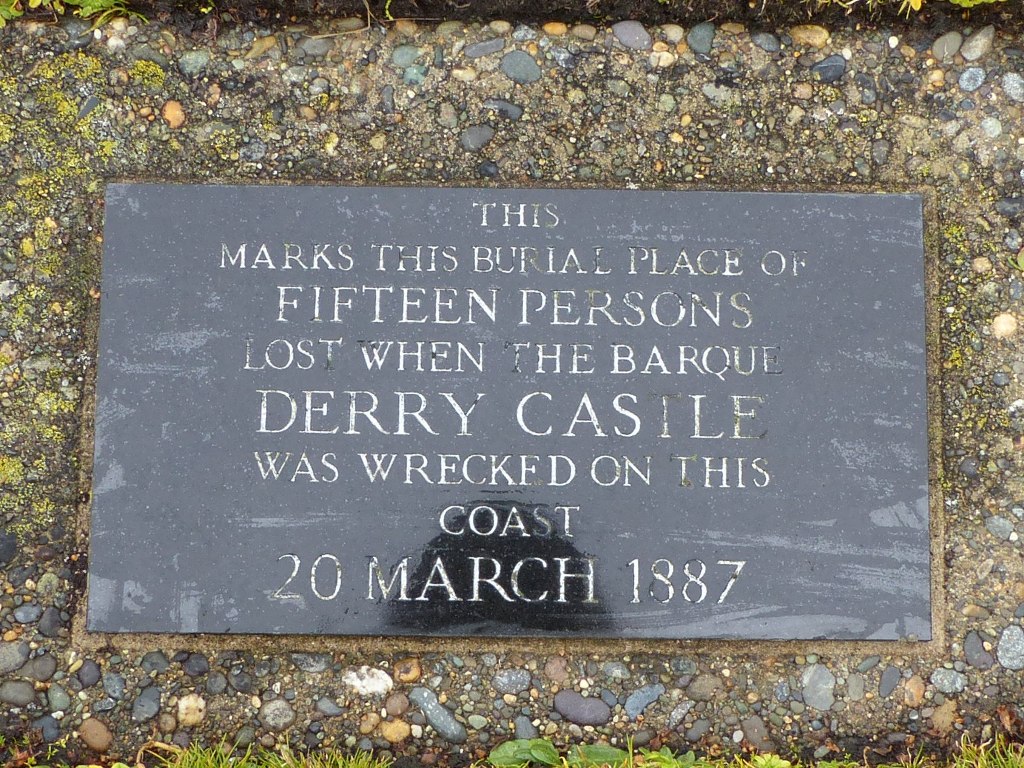 THIS
MARKS THIS BURIAL PLACE OF
FIFTEEN PERSONS
LOST WHEN THE BARQUE
DERRY CASTLE
WAS WRECKED ON THIS
COAST
20 MARCH 1887